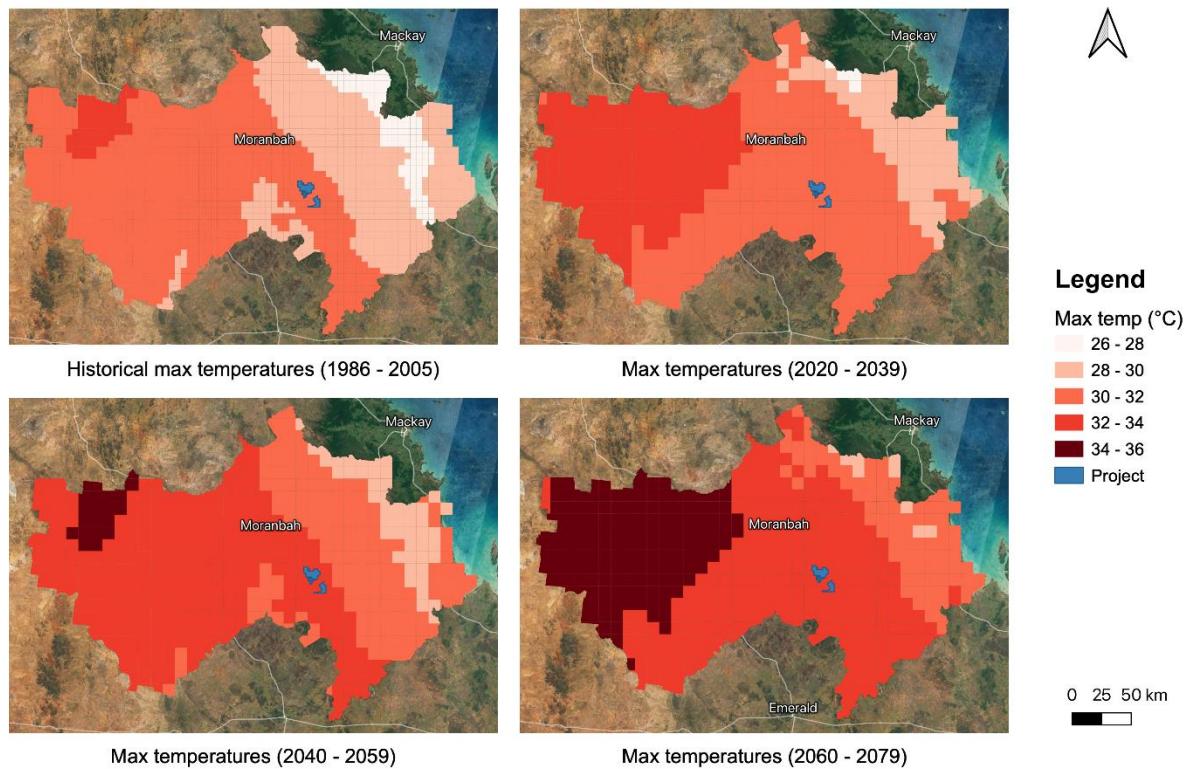 Mackay
Moranbah
Historical max temperatures (1986 - 2005)
Mackay
Moranbah
Max temperatures (2020 - 2039)
Mackay
Moranbah
Max temperatures (2040 - 2059)
Mackay
Moranbah
Emerald
Max temperatures (2060 - 2079)
Legend
Max temp (°C)
26 - 28
28 - 30
30 - 32
32 - 34
34 - 36
Project
0 25 50 km